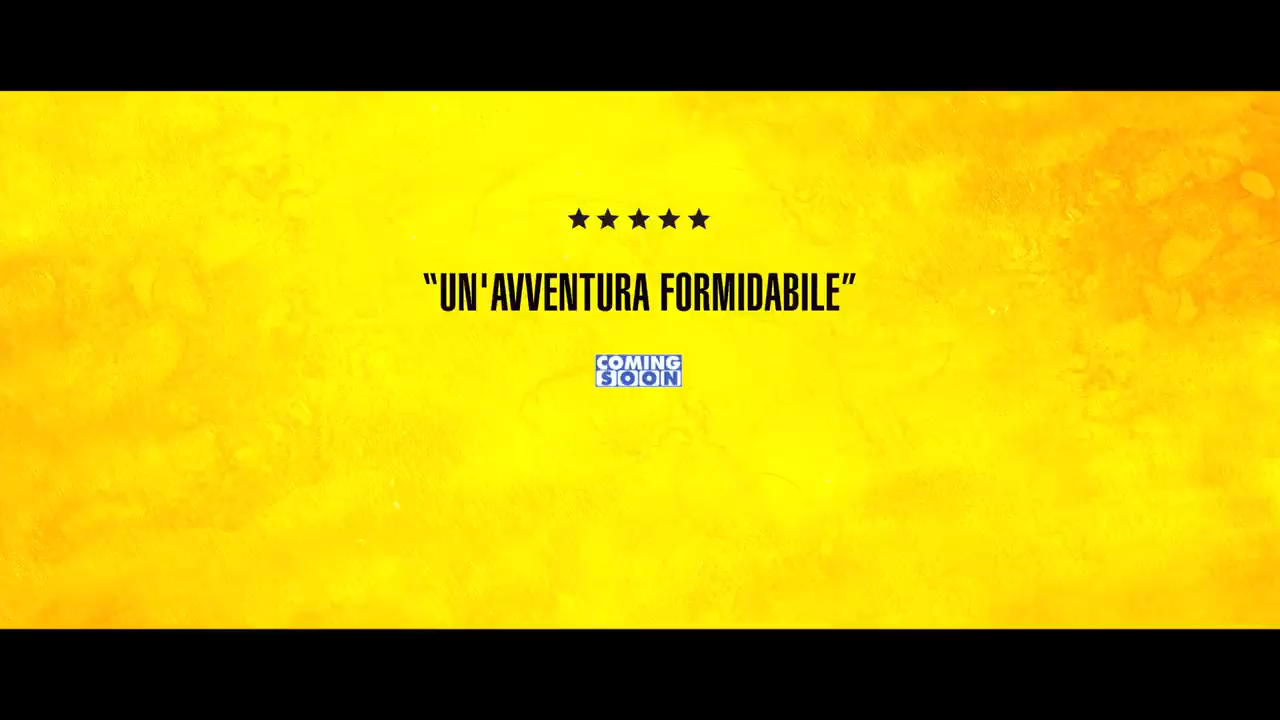 ★★★★★
“UN'AVVENTURA FORMIDABILE”
COMING
SOON